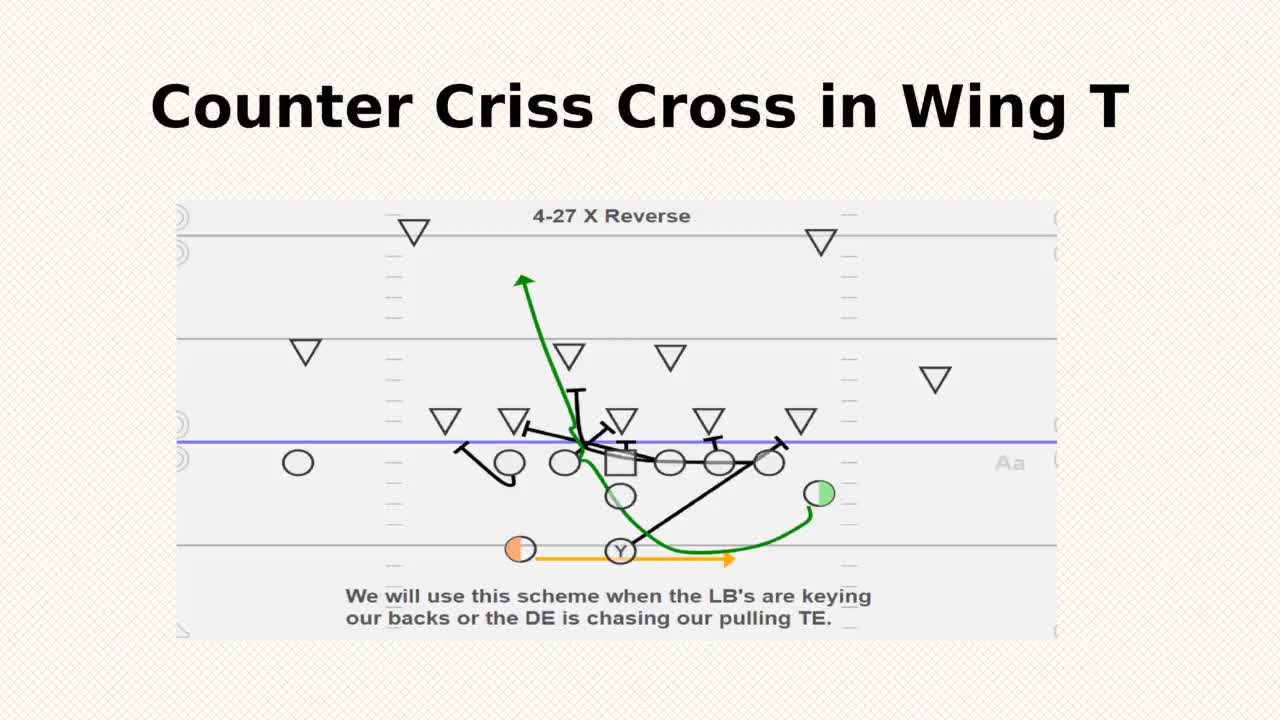 Counter Criss Cross in Wing T
4-27 X Reverse
Aa
Y
We will use this scheme when the LB's are keying
our backs or the DE is chasing our pulling TE.